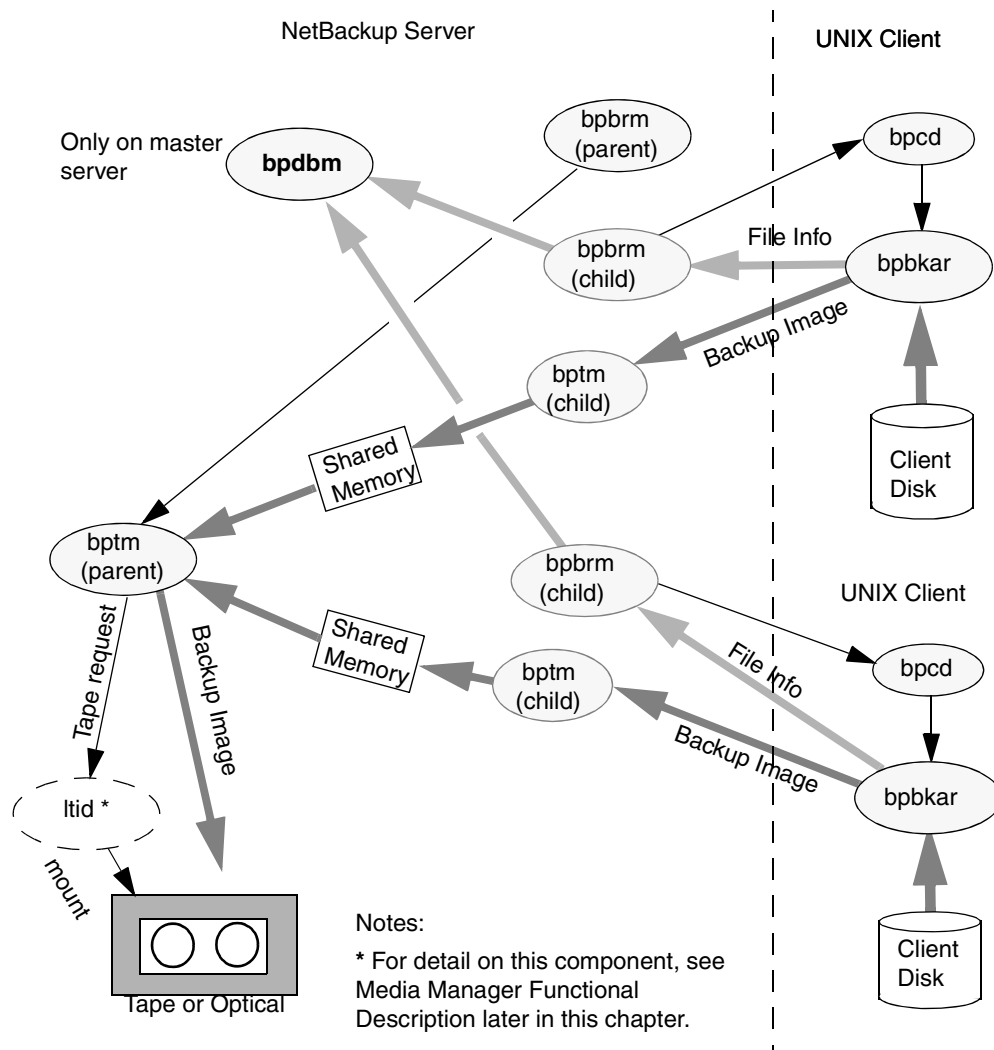 NetBackup Server
UNIX Client
Only on master
server
bpdbm
bpbrm
(parent)
bpcd
bpbrm
(child)
File Info
bpbkar
Backup Image
bptm
(child)
Shared
Memory
Client
Disk
bptm
(parent)
bpbrm
(child)
UNIX Client
Shared
Memory
bptm
(child)
File Info
bpcd
Tape request
Backup Image
Backup Image
bpbkar
ltid *
mount
Tape or Optical
Client
Disk
Notes:
* For detail on this component, see
Media Manager Functional
Description later in this chapter.